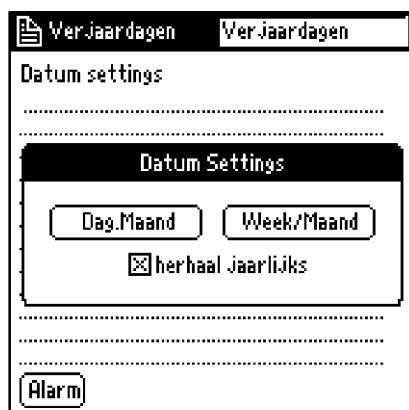 Verjaardagen Verjaardagen
Datum settings
Datum Settings
Dag.Maand Week/Maand
herhaal jaarlijks
Alarm